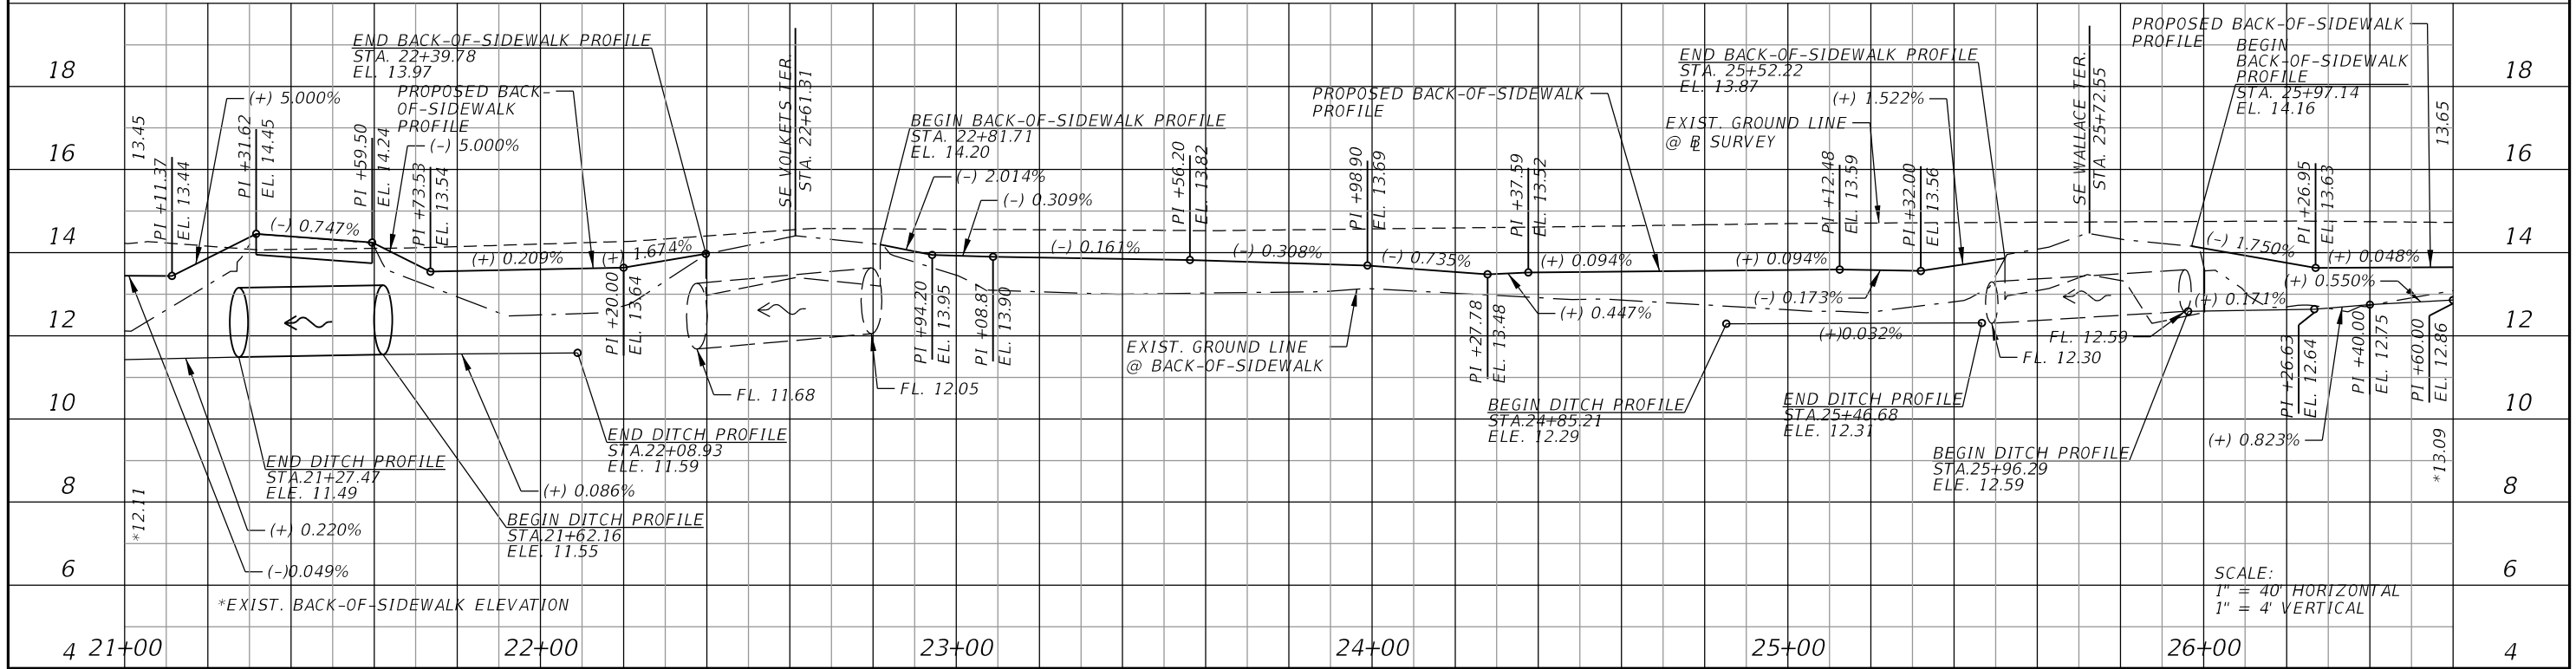 18
16
14
12
10
8
6
4
13.45
PI +11.37
EL. 13.44
(+) 5.000%
PI +31.62
EL. 14.45
(-) 0.747%
PI +59.50
EL. 14.24
(-) 5.000%
PI +73.53
EL. 13.54
END BACK-OF-SIDEWALK PROFILE
STA. 22+39.78
EL. 13.97
PROPOSED BACK-
OF-SIDEWALK
PROFILE
(+) 0.209%
(+) 1.674%
PI +20.00
EL. 13.64
SE VOLKETS TER.
STA. 22+61.31
BEGIN BACK-OF-SIDEWALK PROFILE
STA. 22+81.71
EL. 14.20
(-) 2.014%
(-) 0.309%
PI +94.20
EL. 13.95
PI +08.87
EL. 13.90
(-) 0.161%
PI +56.20
EL. 13.82
(-) 0.308%
PI +98.90
EL. 13.69
(-) 0.735%
PROPOSED BACK-OF-SIDEWALK
PROFILE
PI +27.78
EL. 13.48
PI +37.59
EL. 13.52
(+) 0.447%
(+) 0.094%
(+) 0.094%
END BACK-OF-SIDEWALK PROFILE
STA. 25+52.22
EL. 13.87
(+) 1.522%
EXIST. GROUND LINE
@ BL SURVEY
PI +12.48
EL. 13.59
PI +32.00
EL. 13.56
(-) 0.173%
(+)0.032%
SE WALLACE TER.
STA. 25+72.55
PROPOSED BACK-OF-SIDEWALK
PROFILE
BEGIN
BACK-OF-SIDEWALK
PROFILE
STA. 25+97.14
EL. 14.16
13.65
(-) 1.750%
PI +26.95
EL. 13.63
(+) 0.048%
(+) 0.550%
(+) 0.171%
FL. 12.59
FL. 12.30
PI +26.63
EL. 12.64
PI +40.00
EL. 12.75
PI +60.00
EL. 12.86
(+) 0.823%
*13.09
EXIST. GROUND LINE
@ BACK-OF-SIDEWALK
FL. 11.68
FL. 12.05
BEGIN DITCH PROFILE
STA.24+85.21
ELE. 12.29
END DITCH PROFILE
STA.25+46.68
ELE. 12.31
BEGIN DITCH PROFILE
STA.25+96.29
ELE. 12.59
END DITCH PROFILE
STA.22+08.93
ELE. 11.59
END DITCH PROFILE
STA.21+27.47
ELE. 11.49
(+) 0.086%
BEGIN DITCH PROFILE
STA.21+62.16
ELE. 11.55
*12.11
(+) 0.220%
(-)0.049%
*EXIST. BACK-OF-SIDEWALK ELEVATION
SCALE:
1" = 40' HORIZONTAL
1" = 4' VERTICAL
21+00
22+00
23+00
24+00
25+00
26+00
18
16
14
12
10
8
6
4